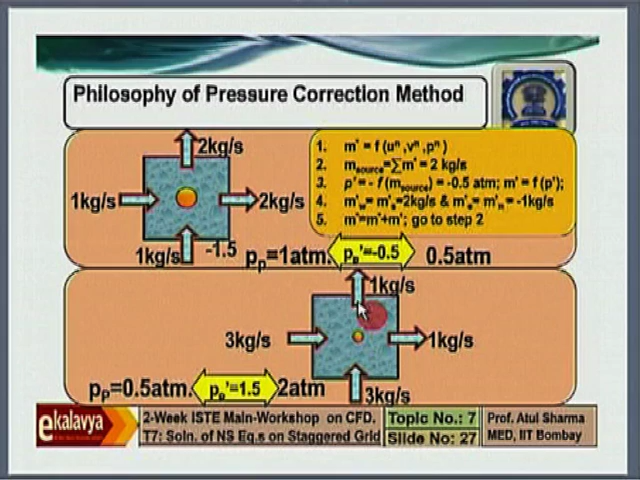 Philosophy of Pressure Correction Method
2kg/s
1kg/s
2kg/s
1kg/s
-1.5
1. m* = f (uⁿ ,vⁿ ,pⁿ )
2. m_source=∑m* = 2 kg/s
3. p' = - f (m_source) = -0.5 atm; m' = f (p');
4. m'_w= m'_s=2kg/s & m'_e= m'_n = -1kg/s
5. m*=m*+m'; go to step 2
p_P=1atm. p_P'=-0.5 0.5atm
1kg/s
3kg/s
1kg/s
3kg/s
p_P=0.5atm. p_P'=1.5 2atm
ekalavya
2-Week ISTE Main-Workshop on CFD.
T7: Soln. of NS Eq.s on Staggered Grid
Topic No.: 7
Slide No: 27
Prof. Atul Sharma
MED, IIT Bombay